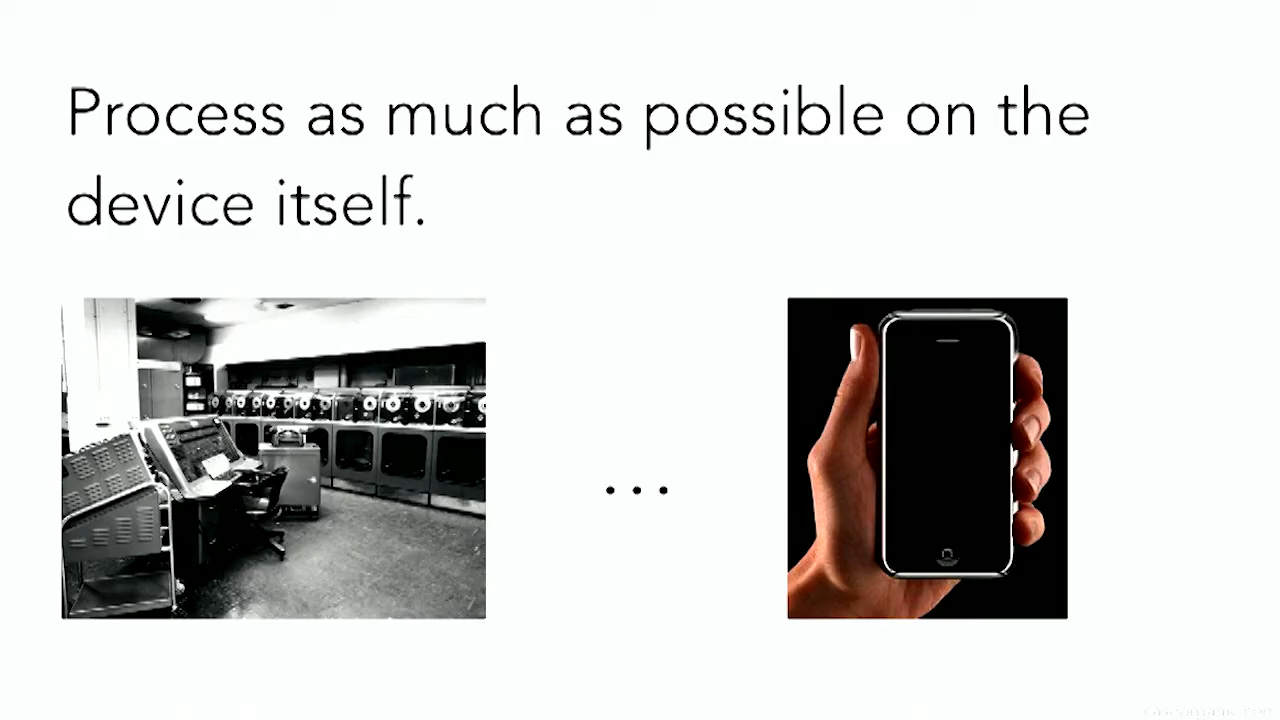 Process as much as possible on the
device itself.
...